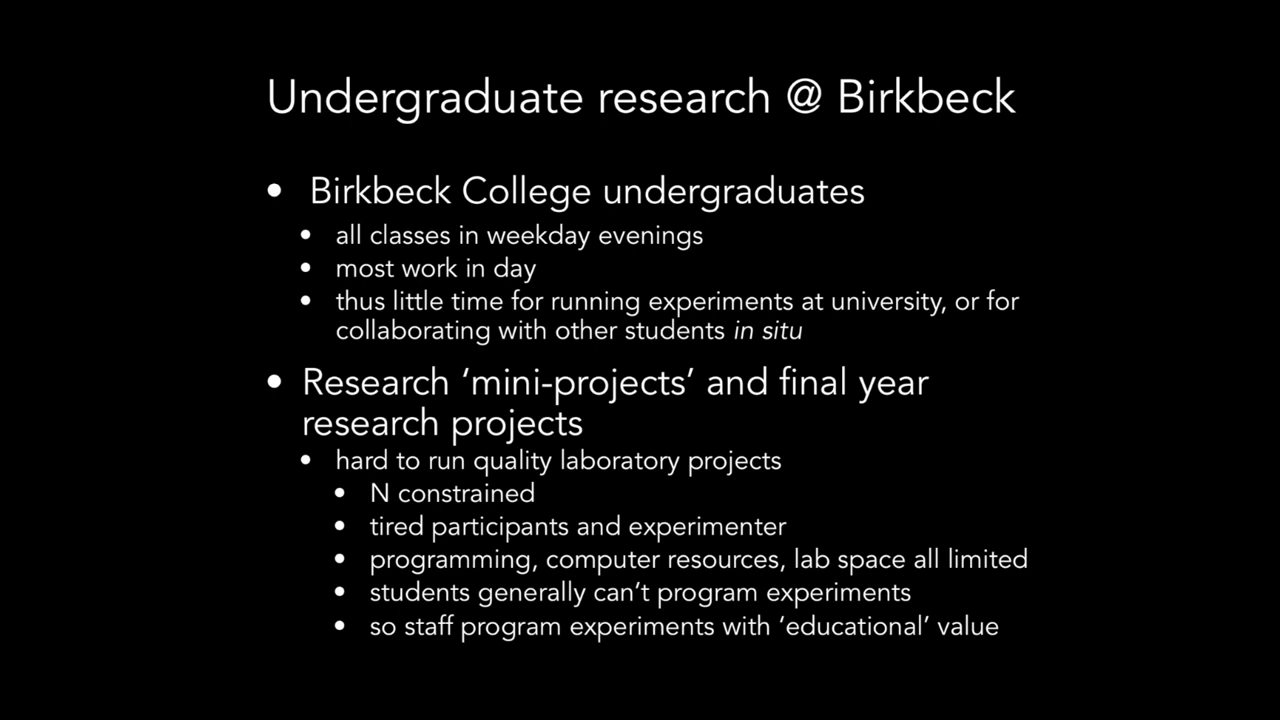 Undergraduate research @ Birkbeck
• Birkbeck College undergraduates
• all classes in weekday evenings
• most work in day
• thus little time for running experiments at university, or for
collaborating with other students in situ
• Research ‘mini-projects’ and final year
research projects
• hard to run quality laboratory projects
• N constrained
• tired participants and experimenter
• programming, computer resources, lab space all limited
• students generally can’t program experiments
• so staff program experiments with ‘educational’ value